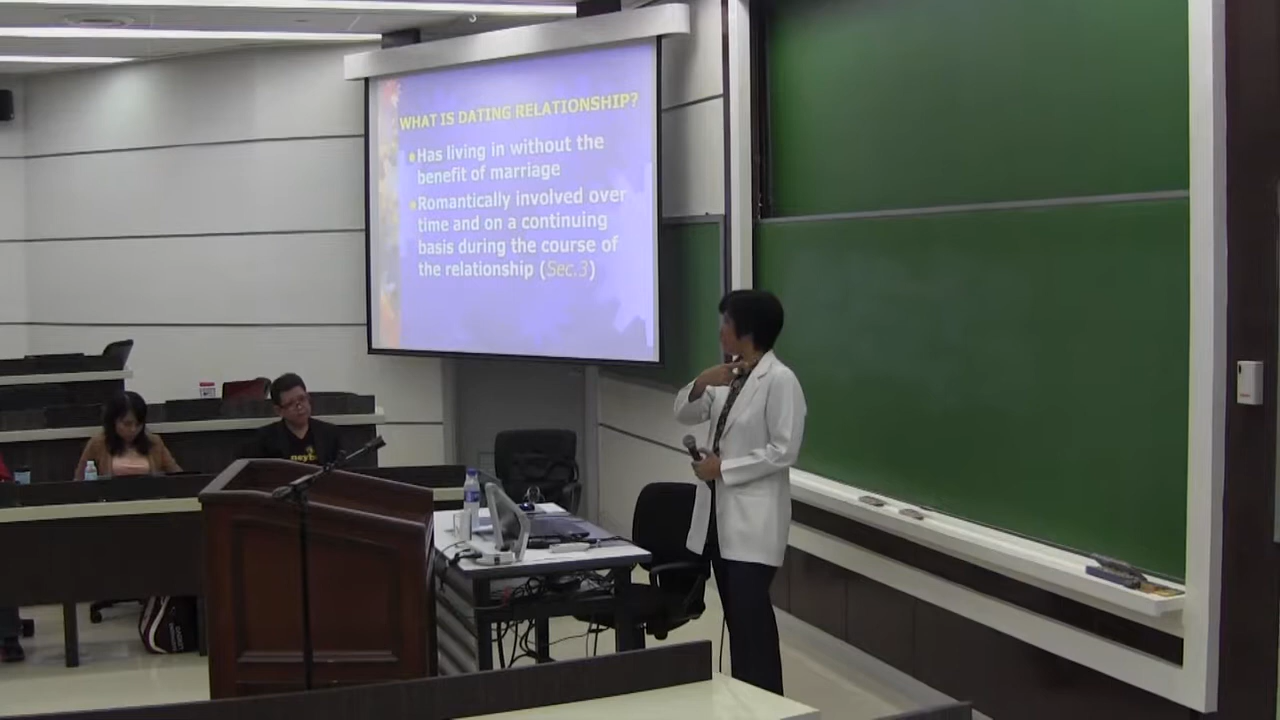 WHAT IS DATING RELATIONSHIP?
Has living in without the
benefit of marriage
Romantically involved over
time and on a continuing
basis during the course of
the relationship (Sec.3)